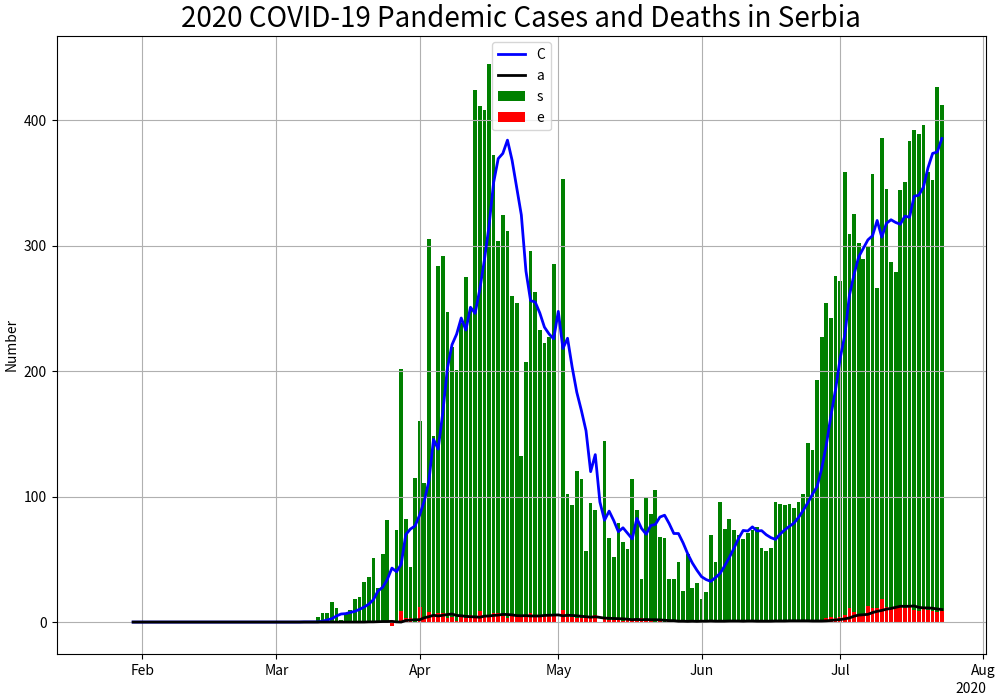 2020 COVID-19 Pandemic Cases and Deaths in Serbia
C
a
s
e
Number
400
300
200
100
0
Feb
Mar
Apr
May
Jun
Jul
Aug
2020